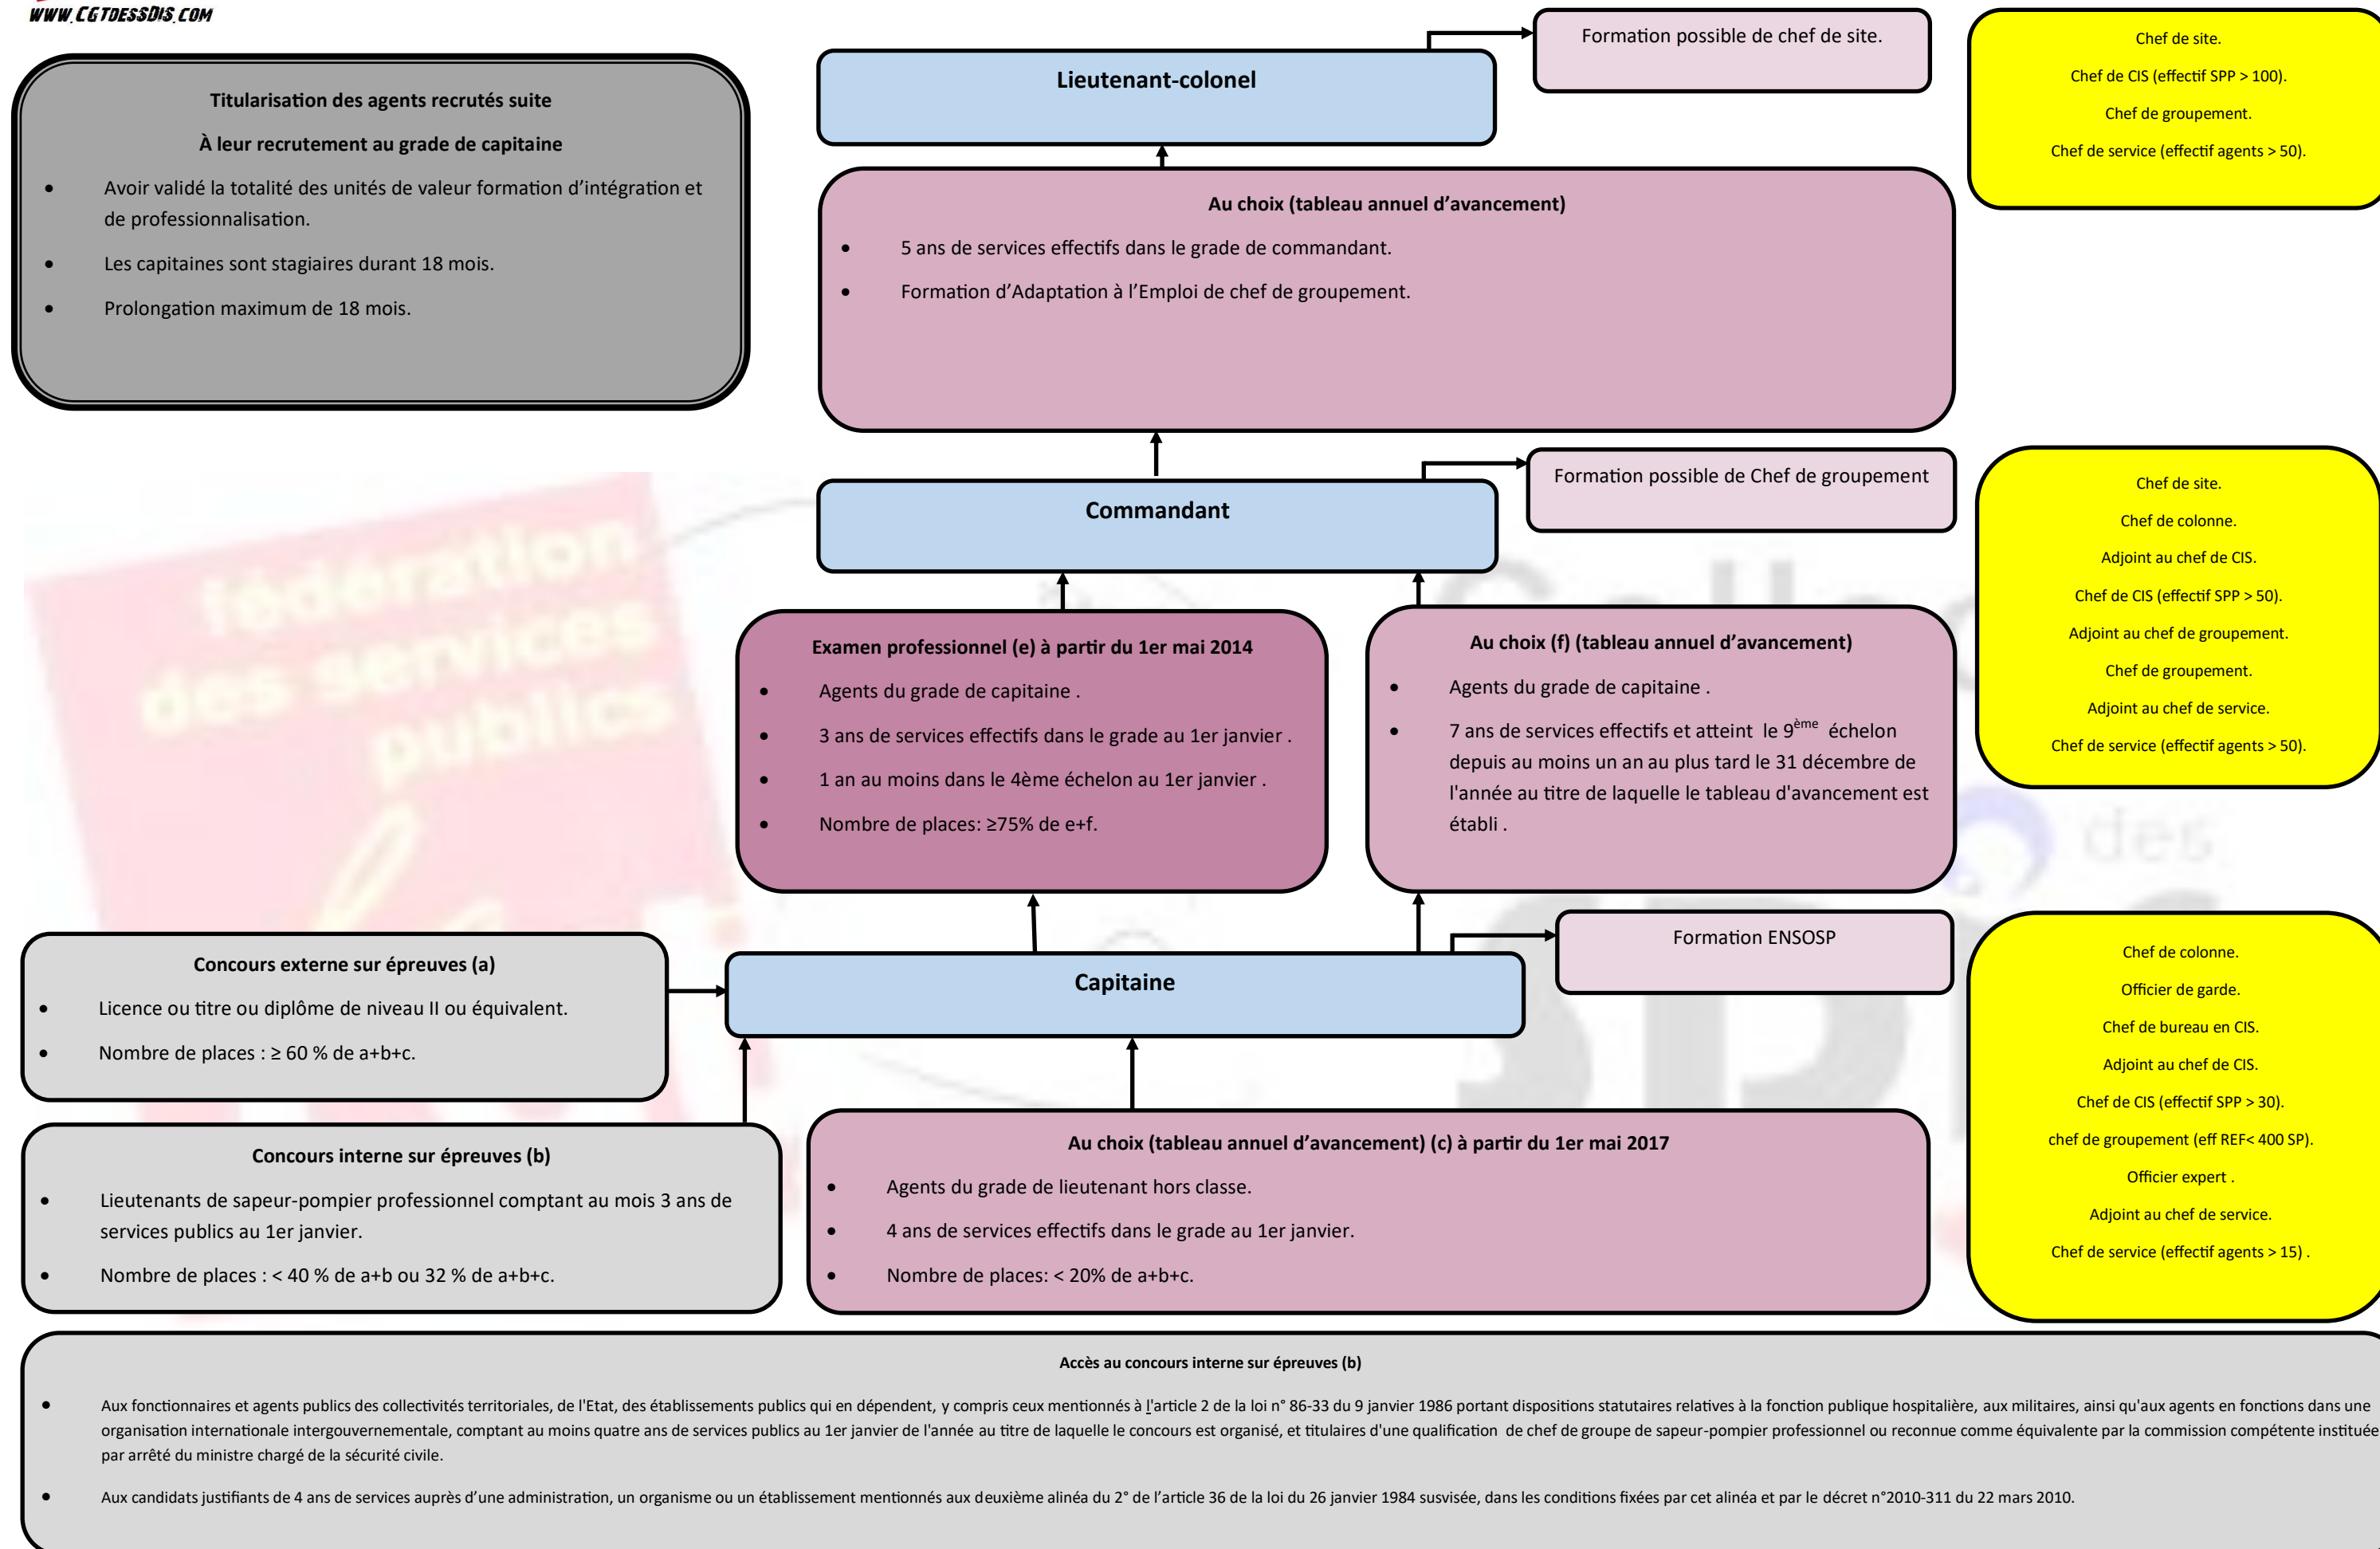 WWW.CGTDESSDIS.COM
Titularisation des agents recrutés suite
À leur recrutement au grade de capitaine
• Avoir validé la totalité des unités de valeur formation d'intégration et
de professionnalisation.
• Les capitaines sont stagiaires durant 18 mois.
• Prolongation maximum de 18 mois.
Lieutenant-colonel
Formation possible de chef de site.
Chef de site.
Chef de CIS (effectif SPP > 100).
Chef de groupement.
Chef de service (effectif agents > 50).
Au choix (tableau annuel d'avancement)
• 5 ans de services effectifs dans le grade de commandant.
• Formation d'Adaptation à l'Emploi de chef de groupement.
Commandant
Formation possible de Chef de groupement
Chef de site.
Chef de colonne.
Adjoint au chef de CIS.
Chef de CIS (effectif SPP > 50).
Adjoint au chef de groupement.
Chef de groupement.
Adjoint au chef de service.
Chef de service (effectif agents > 50).
Examen professionnel (e) à partir du 1er mai 2014
• Agents du grade de capitaine .
• 3 ans de services effectifs dans le grade au 1er janvier .
• 1 an au moins dans le 4ème échelon au 1er janvier .
• Nombre de places: ≥75% de e+f.
Au choix (f) (tableau annuel d'avancement)
• Agents du grade de capitaine .
• 7 ans de services effectifs et atteint le 9ème échelon
depuis au moins un an au plus tard le 31 décembre de
l'année au titre de laquelle le tableau d'avancement est
établi .
fédération
des services
publics
des
Concours externe sur épreuves (a)
• Licence ou titre ou diplôme de niveau II ou équivalent.
• Nombre de places : ≥ 60 % de a+b+c.
Capitaine
Formation ENSOSP
Chef de colonne.
Officier de garde.
Chef de bureau en CIS.
Adjoint au chef de CIS.
Chef de CIS (effectif SPP > 30).
chef de groupement (eff REF< 400 SP).
Officier expert .
Adjoint au chef de service.
Chef de service (effectif agents > 15) .
Concours interne sur épreuves (b)
• Lieutenants de sapeur-pompier professionnel comptant au mois 3 ans de
services publics au 1er janvier.
• Nombre de places : < 40 % de a+b ou 32 % de a+b+c.
Au choix (tableau annuel d'avancement) (c) à partir du 1er mai 2017
• Agents du grade de lieutenant hors classe.
• 4 ans de services effectifs dans le grade au 1er janvier.
• Nombre de places: < 20% de a+b+c.
Accès au concours interne sur épreuves (b)
• Aux fonctionnaires et agents publics des collectivités territoriales, de l'Etat, des établissements publics qui en dépendent, y compris ceux mentionnés à l'article 2 de la loi n° 86-33 du 9 janvier 1986 portant dispositions statutaires relatives à la fonction publique hospitalière, aux militaires, ainsi qu'aux agents en fonctions dans une
organisation internationale intergouvernementale, comptant au moins quatre ans de services publics au 1er janvier de l'année au titre de laquelle le concours est organisé, et titulaires d'une qualification de chef de groupe de sapeur-pompier professionnel ou reconnue comme équivalente par la commission compétente instituée
par arrêté du ministre chargé de la sécurité civile.
• Aux candidats justifiants de 4 ans de services auprès d'une administration, un organisme ou un établissement mentionnés aux deuxième alinéa du 2° de l'article 36 de la loi du 26 janvier 1984 susvisée, dans les conditions fixées par cet alinéa et par le décret n°2010-311 du 22 mars 2010.